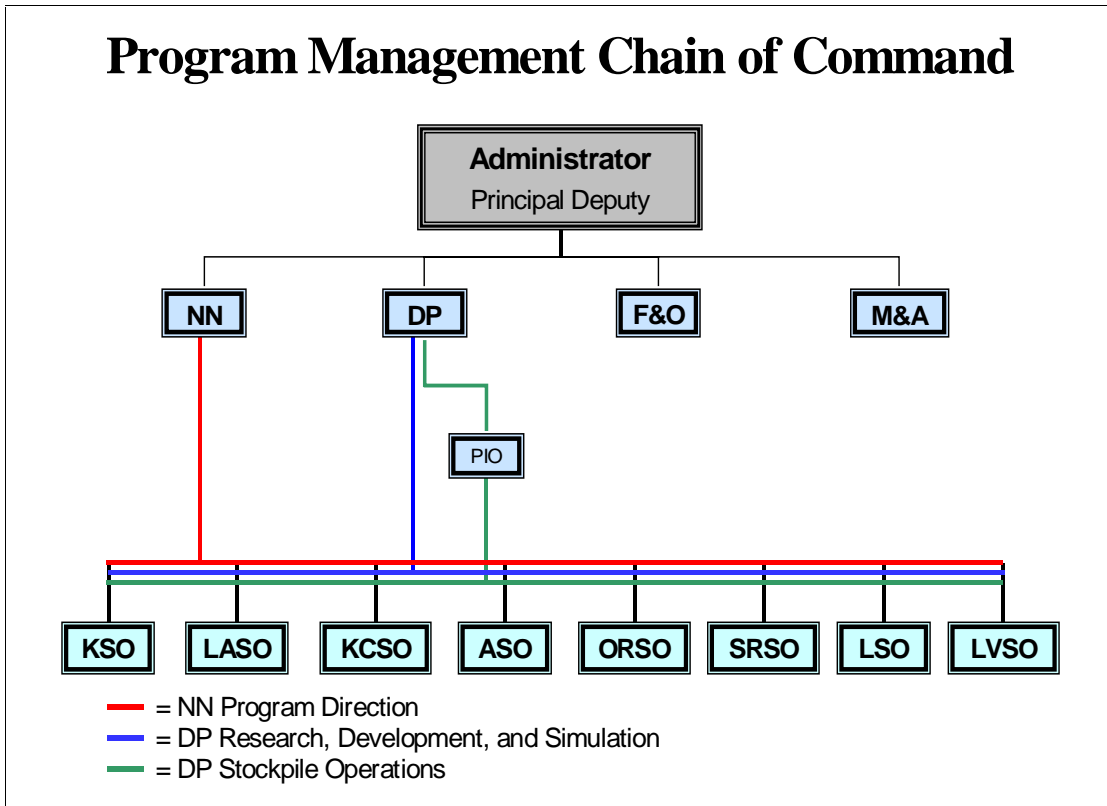 Program Management Chain of Command
Administrator
Principal Deputy
NN
DP
F&O
M&A
PIO
KSO
LASO
KCSO
ASO
ORSO
SRSO
LSO
LVSO
= NN Program Direction
= DP Research, Development, and Simulation
= DP Stockpile Operations